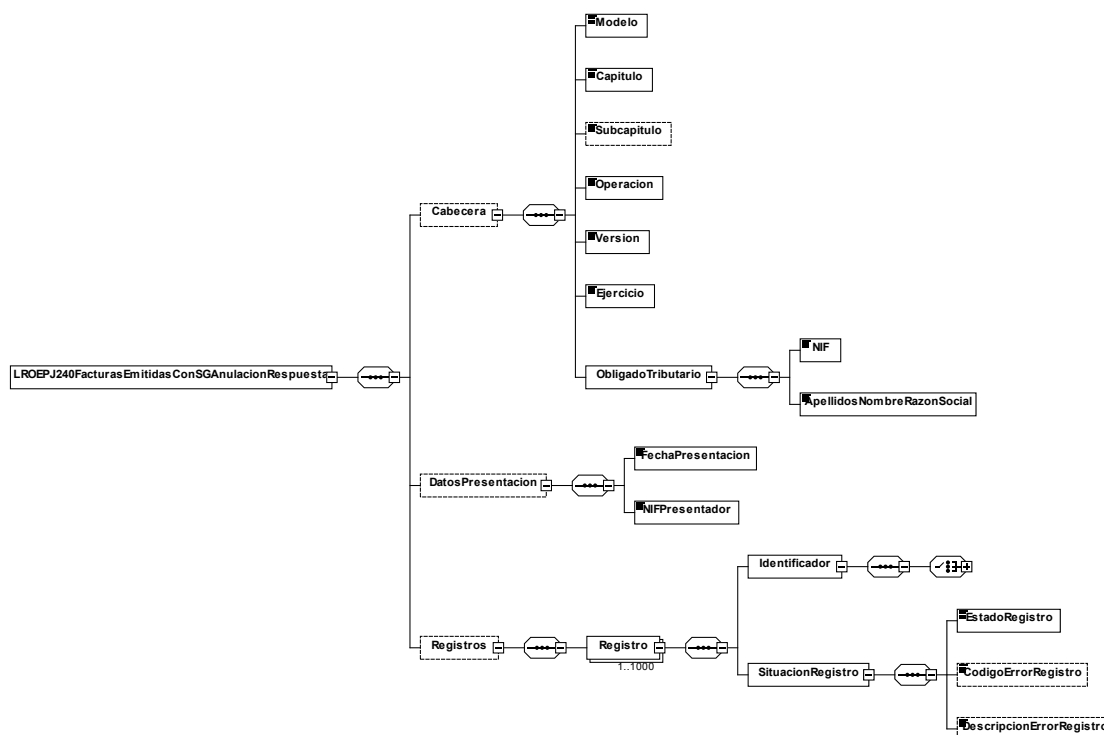 Modelo
Capitulo
Subcapitulo
Operacion
Cabecera
Version
Ejercicio
NIF
LROEPJ240FacturasEmitidasConSGAnulacionRespuesta
ObligadoTributario
ApellidosNombreRazonSocial
FechaPresentacion
DatosPresentacion
NIFPresentador
Identificador
EstadoRegistro
Registros
Registro
1..1000
SituacionRegistro
CodigoErrorRegistro
DescripcionErrorRegistro